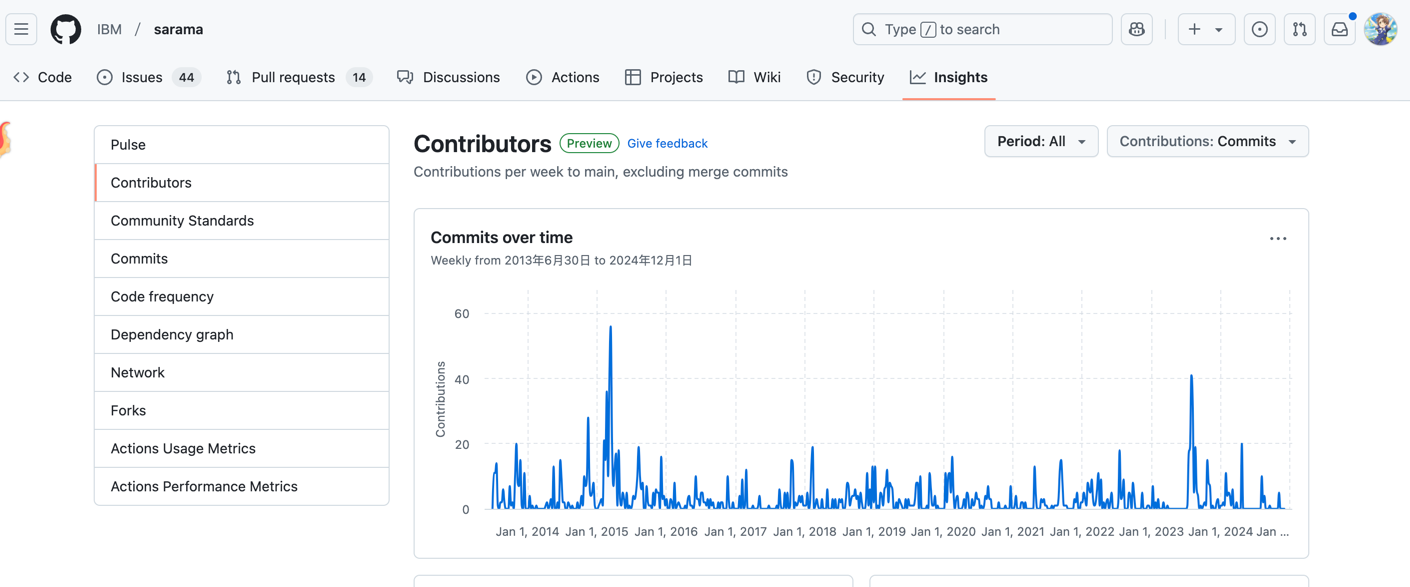 IBM / sarama
Type / to search
Code Issues 44 Pull requests 14 Discussions Actions Projects Wiki Security Insights
Pulse
Contributors
Community Standards
Commits
Code frequency
Dependency graph
Network
Forks
Actions Usage Metrics
Actions Performance Metrics
Contributors Preview Give feedback
Period: All Contributions: Commits
Contributions per week to main, excluding merge commits
Commits over time
Weekly from 2013年6月30日 to 2024年12月1日
Contributions
60
40
20
0
Jan 1, 2014 Jan 1, 2015 Jan 1, 2016 Jan 1, 2017 Jan 1, 2018 Jan 1, 2019 Jan 1, 2020 Jan 1, 2021 Jan 1, 2022 Jan 1, 2023 Jan 1, 2024 Jan ...